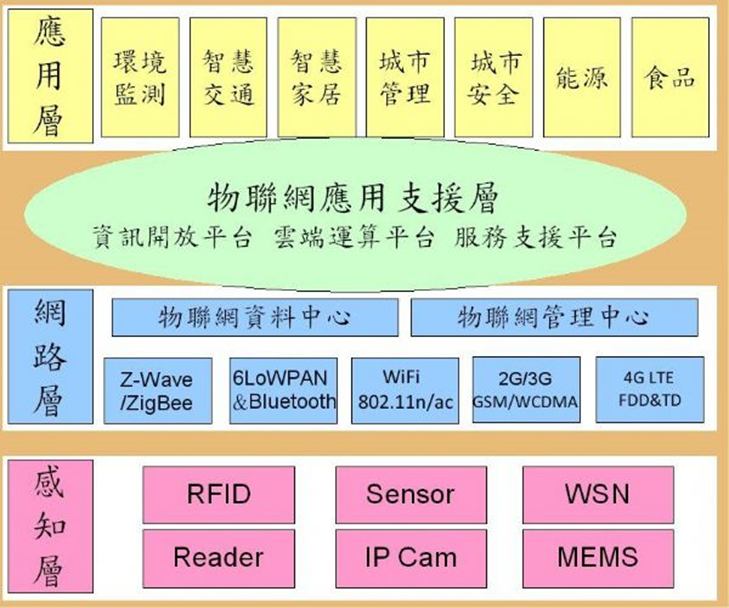 應用層
環境
監測
智慧
交通
智慧
家居
城市
管理
城市
安全
能源
食品
物聯網應用支援層
資訊開放平台 雲端運算平台 服務支援平台
網路層
物聯網資料中心
物聯網管理中心
Z-Wave
/ZigBee
6LoWPAN
&Bluetooth
WiFi
802.11n/ac
2G/3G
GSM/WCDMA
4G LTE
FDD&TD
感知層
RFID
Sensor
WSN
Reader
IP Cam
MEMS